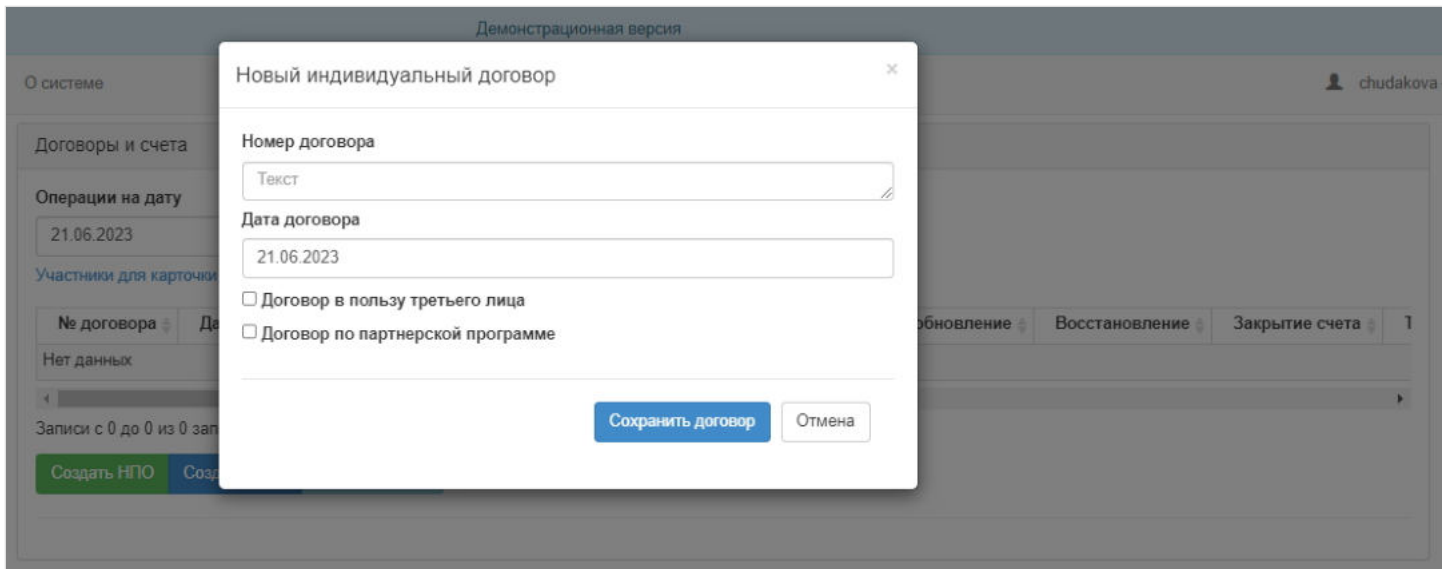 Демонстрационная версия
О системе
chudakova
Новый индивидуальный договор
×
Номер договора
Текст
Дата договора
21.06.2023
Договор в пользу третьего лица
Договор по партнерской программе
Сохранить договор
Отмена
Договоры и счета
Операции на дату
21.06.2023
Участники для карточки
№ договора
Восстановление
Закрытие счета
Нет данных
Записи с 0 до 0 из 0
Создать НПО